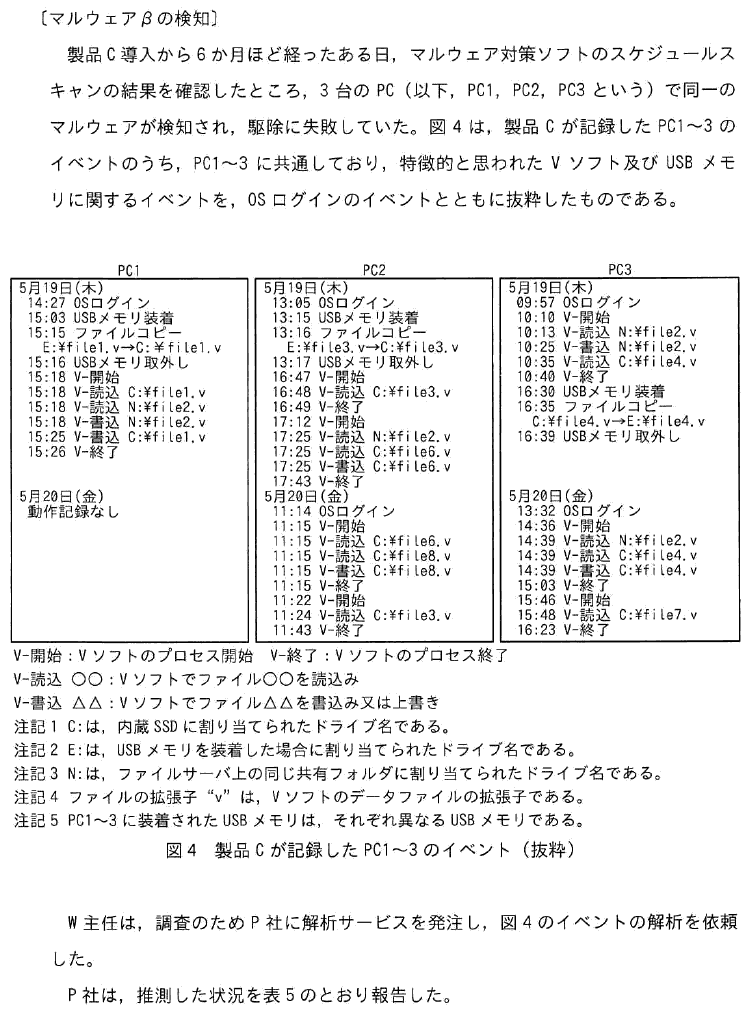 〔マルウェアβの検知〕
製品C導入から6か月ほど経ったある日，マルウェア対策ソフトのスケジュールス
キャンの結果を確認したところ，3台のPC（以下，PC1，PC2，PC3という）で同一の
マルウェアが検知され，駆除に失敗していた。図4は，製品Cが記録したPC1～3の
イベントのうち，PC1～3に共通しており，特徴的と思われたVソフト及びUSBメモ
リに関するイベントを，OSログインのイベントとともに抜粋したものである。
PC1
5月19日(木)
14:27 OSログイン
15:03 USBメモリ装着
15:15 ファイルコピー
E:¥file1.v→C:¥file1.v
15:16 USBメモリ取外し
15:18 V-開始
15:18 V-読込 C:¥file1.v
15:18 V-読込 N:¥file2.v
15:18 V-書込 N:¥file2.v
15:25 V-書込 C:¥file1.v
15:26 V-終了
5月20日(金)
動作記録なし
PC2
5月19日(木)
13:05 OSログイン
13:15 USBメモリ装着
13:16 ファイルコピー
E:¥file3.v→C:¥file3.v
13:17 USBメモリ取外し
16:47 V-開始
16:48 V-読込 C:¥file3.v
16:49 V-終了
17:12 V-開始
17:25 V-読込 N:¥file2.v
17:25 V-読込 C:¥file6.v
17:25 V-書込 C:¥file6.v
17:43 V-終了
5月20日(金)
11:14 OSログイン
11:15 V-開始
11:15 V-読込 C:¥file6.v
11:15 V-読込 C:¥file8.v
11:15 V-書込 C:¥file8.v
11:15 V-終了
11:22 V-開始
11:24 V-読込 C:¥file3.v
11:43 V-終了
PC3
5月19日(木)
09:57 OSログイン
10:10 V-開始
10:13 V-読込 N:¥file2.v
10:25 V-書込 N:¥file2.v
10:35 V-読込 C:¥file4.v
10:40 V-終了
16:30 USBメモリ装着
16:35 ファイルコピー
C:¥file4.v→E:¥file4.v
16:39 USBメモリ取外し
5月20日(金)
13:32 OSログイン
14:36 V-開始
14:39 V-読込 N:¥file2.v
14:39 V-読込 C:¥file4.v
14:39 V-書込 C:¥file4.v
15:03 V-終了
15:46 V-開始
15:48 V-読込 C:¥file7.v
16:23 V-終了
V-開始：Vソフトのプロセス開始 V-終了：Vソフトのプロセス終了
V-読込 ○○：Vソフトでファイル○○を読込み
V-書込 △△：Vソフトでファイル△△を書込み又は上書き
注記1 C:は，内蔵SSDに割り当てられたドライブ名である。
注記2 E:は，USBメモリを装着した場合に割り当てられたドライブ名である。
注記3 N:は，ファイルサーバ上の同じ共有フォルダに割り当てられたドライブ名である。
注記4 ファイルの拡張子“v”は，Vソフトのデータファイルの拡張子である。
注記5 PC1～3に装着されたUSBメモリは，それぞれ異なるUSBメモリである。
図4 製品Cが記録したPC1～3のイベント（抜粋）
W主任は，調査のためP社に解析サービスを発注し，図4のイベントの解析を依頼
した。
P社は，推測した状況を表5のとおり報告した。